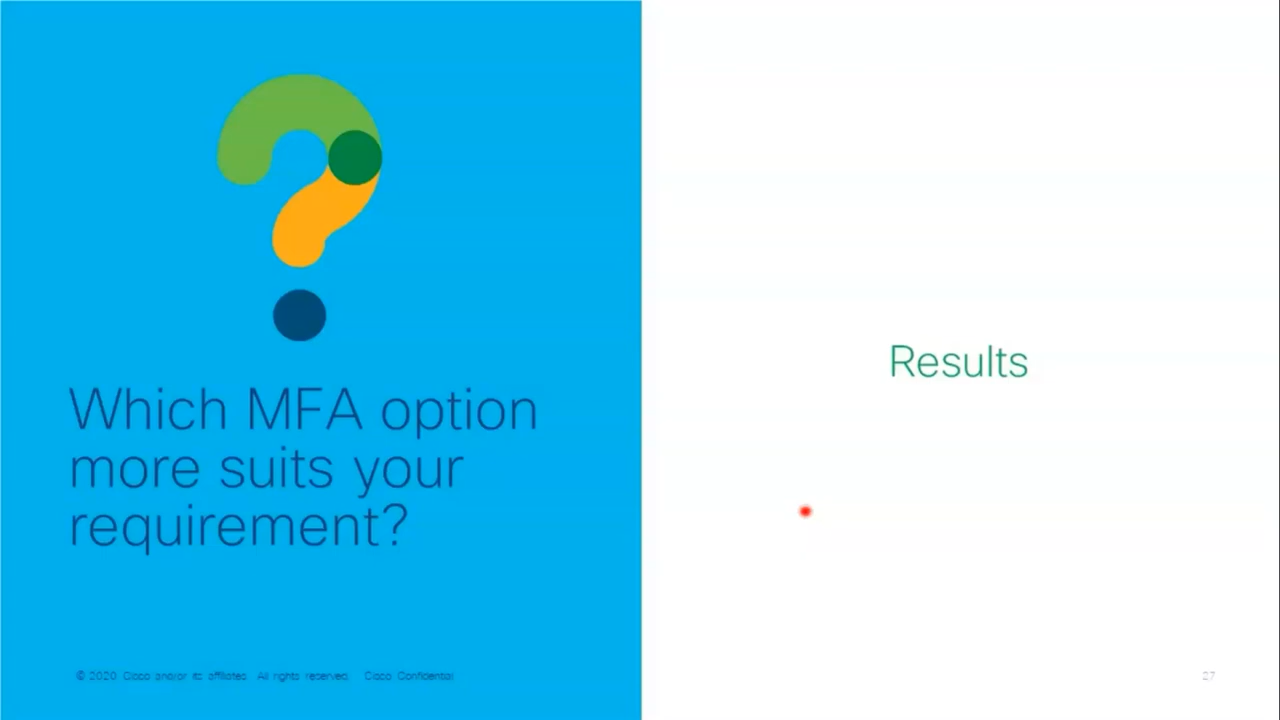 Which MFA option
more suits your
requirement?
Results
© 2020 Cisco and/or its affiliates. All rights reserved. Cisco Confidential
27